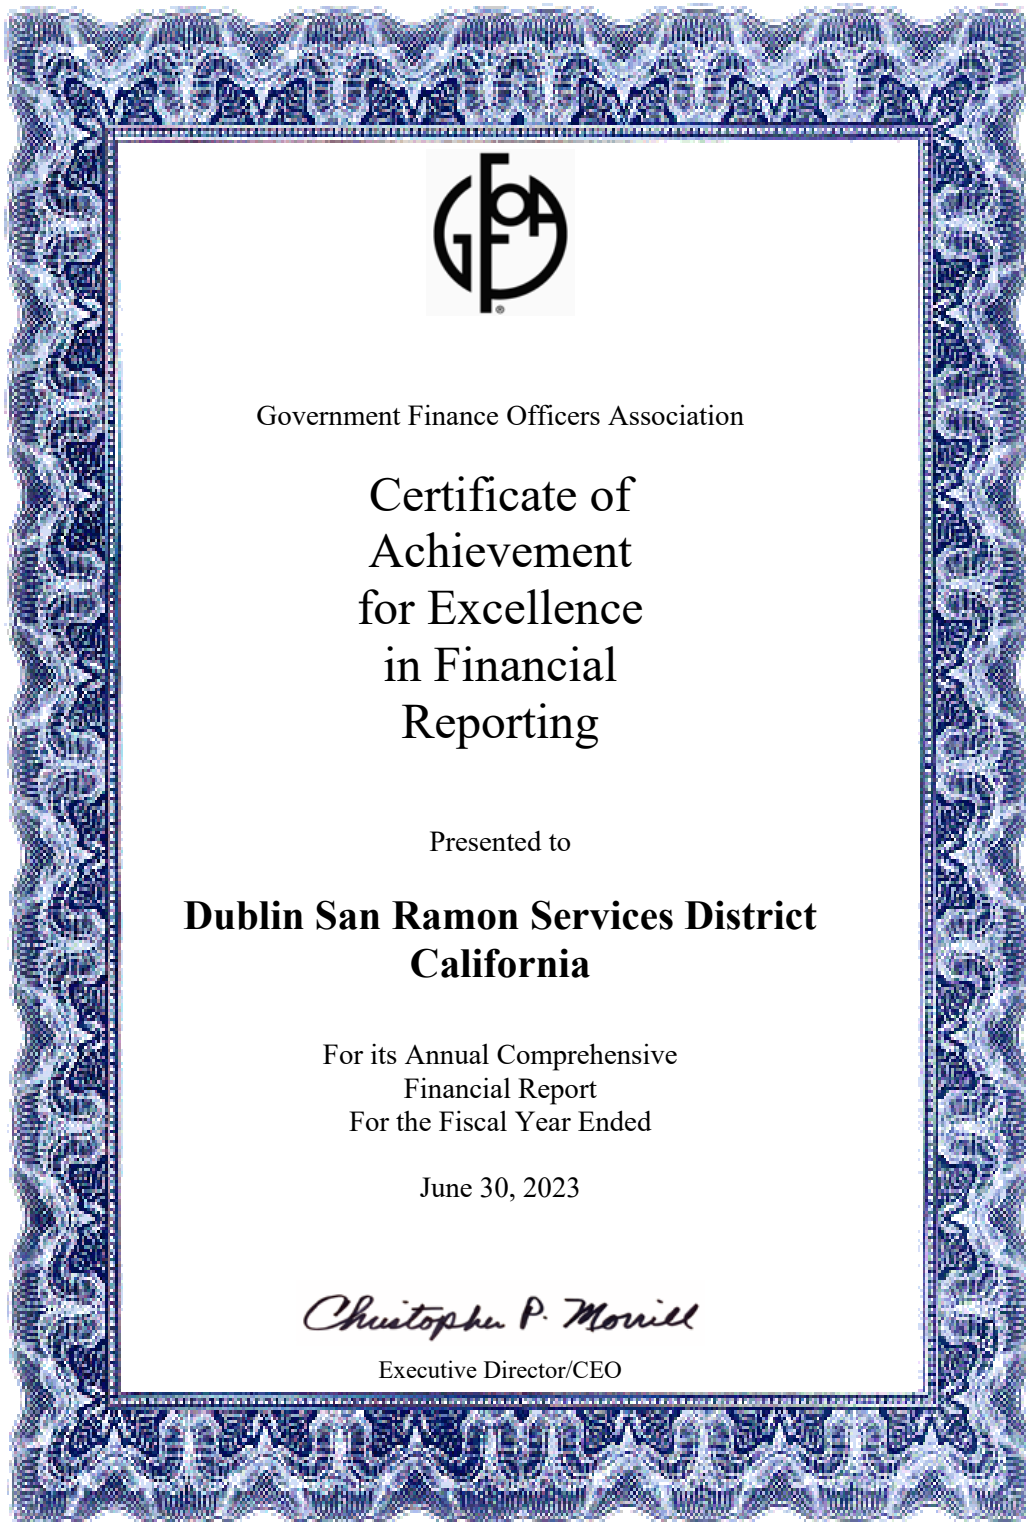 GFOA
®
Government Finance Officers Association
Certificate of
Achievement
for Excellence
in Financial
Reporting
Presented to
Dublin San Ramon Services District
California
For its Annual Comprehensive
Financial Report
For the Fiscal Year Ended
June 30, 2023
Christopher P. Morrill
Executive Director/CEO